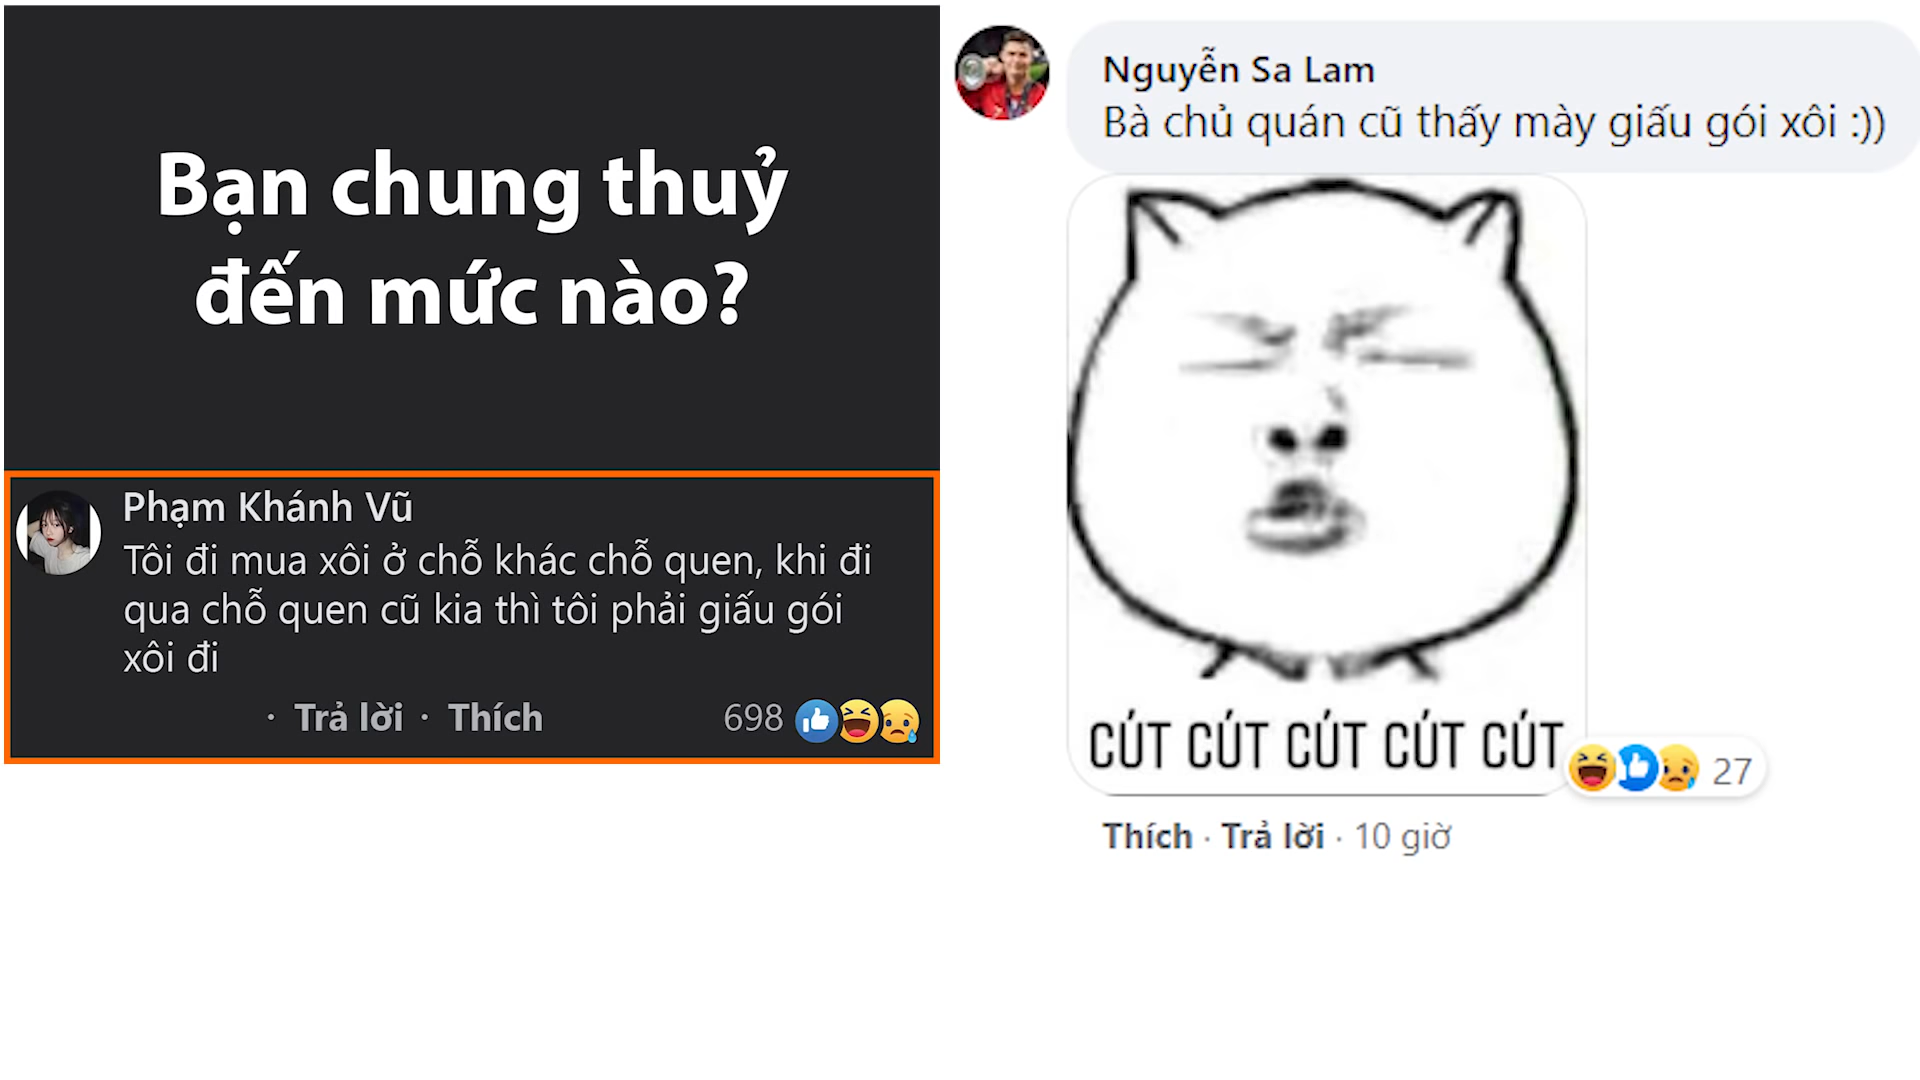 Bạn chung thuỷ
đến mức nào?
Phạm Khánh Vũ
Tôi đi mua xôi ở chỗ khác chỗ quen, khi đi
qua chỗ quen cũ kia thì tôi phải giấu gói
xôi đi
· Trả lời · Thích 698
Nguyễn Sa Lam
Bà chủ quán cũ thấy mày giấu gói xôi :))
CÚT CÚT CÚT CÚT CÚT
27
Thích · Trả lời · 10 giờ